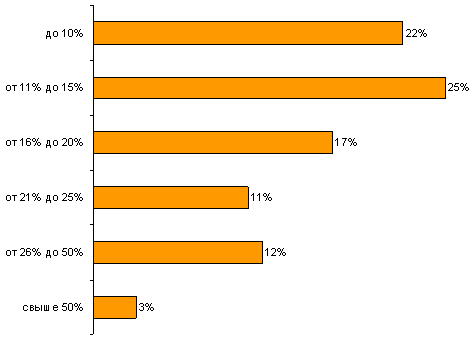 до 10% 22%
от 11% до 15% 25%
от 16% до 20% 17%
от 21% до 25% 11%
от 26% до 50% 12%
свыше 50% 3%